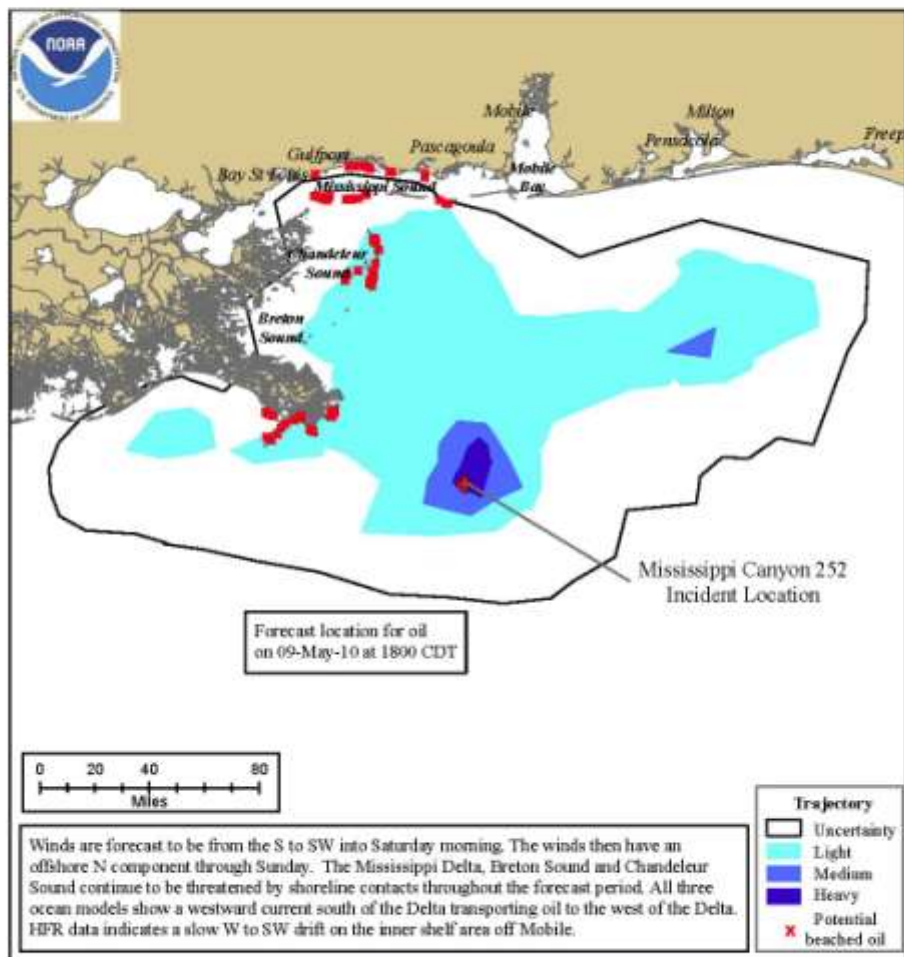 NOAA
Mobile
Milton
Pensacola
Freep
Gulfport
Pascagoula
Bay St Louis
Mississippi Sound
Mobile
Bay
Chandeleur
Sound
Breton
Sound
Mississippi Canyon 252
Incident Location
Forecast location for oil
on 09-May-10 at 1800 CDT
0 20 40 80
Miles
Trajectory
Uncertainty
Light
Medium
Heavy
x Potential
beached oil
Winds are forecast to be from the S to SW into Saturday morning. The winds then have an
offshore N component through Sunday. The Mississippi Delta, Breton Sound and Chandeleur
Sound continue to be threatened by shoreline contacts throughout the forecast period. All three
ocean models show a westward current south of the Delta transporting oil to the west of the Delta.
HFR data indicates a slow W to SW drift on the inner shelf area off Mobile.